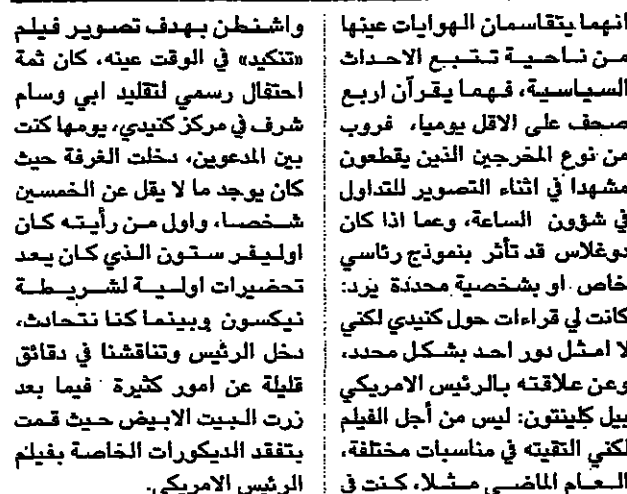 انهما يتقاسمان الهوايات عينها
من ناحية تتبع الاحداث
السياسية، فهما يقرآن اربع
صحف على الاقل يوميا، فروب
من نوع المخرجين الذين يقطعون
مشهدا في اثناء التصوير للتداول
في شؤون الساعة، وعما اذا كان
دوغلاس قد تأثر بنموذج رئاسي
خاص او بشخصية محددة يرد:
كانت لي قراءات حول كنيدي لكني
لا امثل دور احد بشكل محدد،
وعن علاقته بالرئيس الامريكي
بيل كلينتون: ليس من أجل الفيلم
لكني التقيته في مناسبات مختلفة،
العام الماضي مثلا، كنت في
واشنطن بهدف تصوير فيلم
«تنكيد» في الوقت عينه، كان ثمة
احتفال رسمي لتقليد ابي وسام
شرف في مركز كنيدي، يومها كنت
بين المدعوين، دخلت الغرفة حيث
كان يوجد ما لا يقل عن الخمسين
شخصا، واول من رأيته كان
اوليفر ستون الذي كان يعد
تحضيرات اولية لشريطة
نيكسون وبينما كنا نتحادث،
دخل الرئيس وتناقشنا في دقائق
قليلة عن امور كثيرة فيما بعد
زرت البيت الابيض حيث قمت
بتفقد الديكورات الخاصة بفيلم
الرئيس الامريكي.